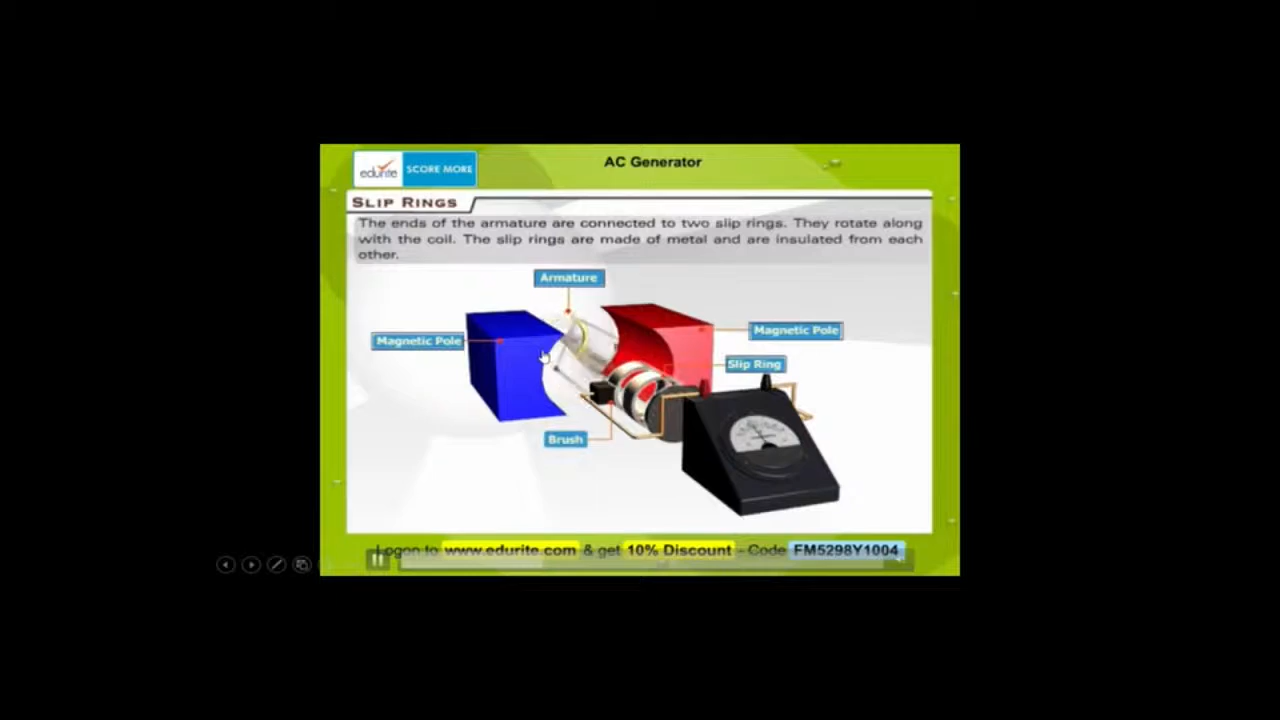 edurite SCORE MORE
AC Generator
SLIP RINGS
The ends of the armature are connected to two slip rings. They rotate along
with the coil. The slip rings are made of metal and are insulated from each
other.
Armature
Magnetic Pole
Magnetic Pole
Slip Ring
Brush
Logon to www.edurite.com & get 10% Discount - Code FM5298Y1004